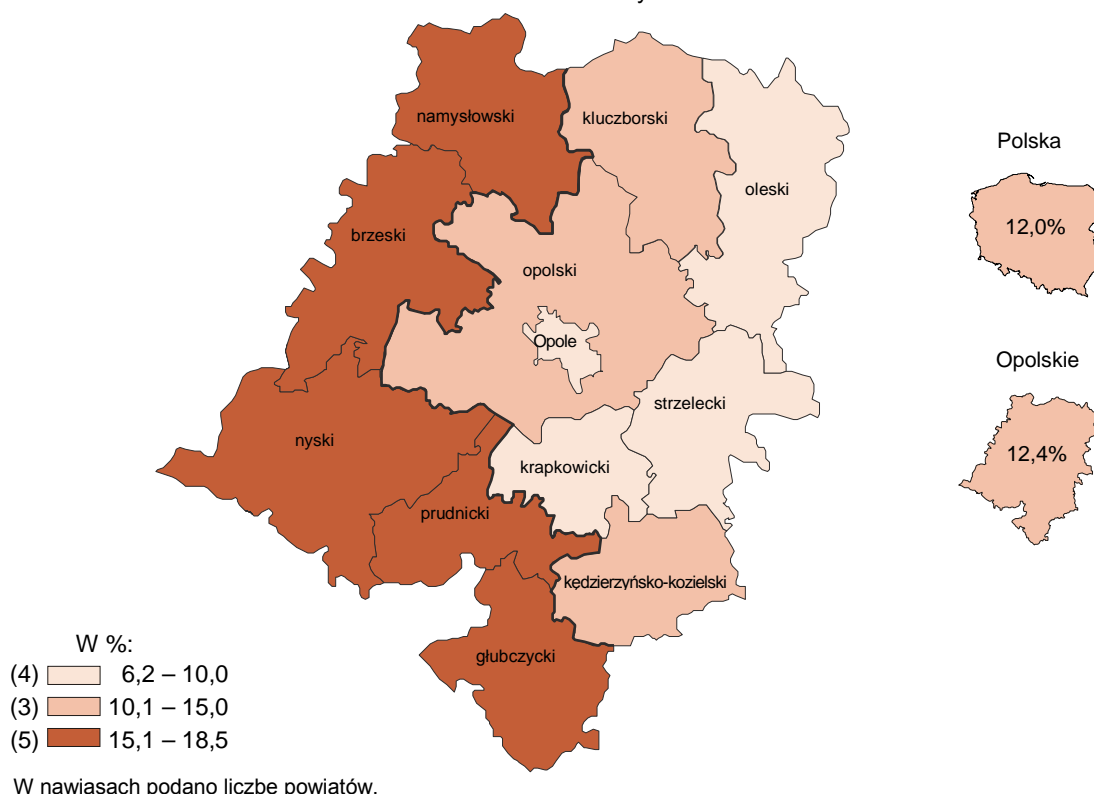 namysłowski
kluczborski
oleski
brzeski
opolski
Opole
strzelecki
nyski
krapkowicki
prudnicki
kędzierzyńsko-kozielski
głubczycki
Polska
12,0%
Opolskie
12,4%
W %:
(4) 6,2 – 10,0
(3) 10,1 – 15,0
(5) 15,1 – 18,5
W nawiasach podano liczbę powiatów.